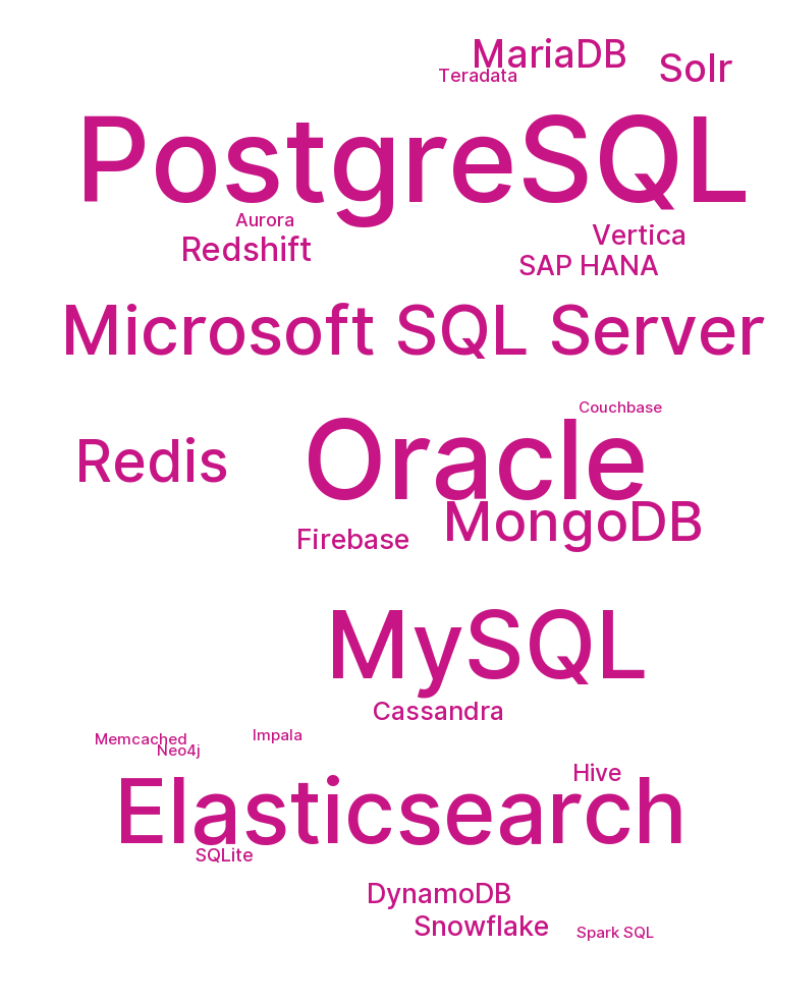 MariaDB
Solr
Teradata
PostgreSQL
Aurora
Redshift
Vertica
SAP HANA
Microsoft SQL Server
Couchbase
Oracle
Redis
MongoDB
Firebase
MySQL
Cassandra
Memcached
Impala
Neo4j
Hive
Elasticsearch
SQLite
DynamoDB
Snowflake
Spark SQL